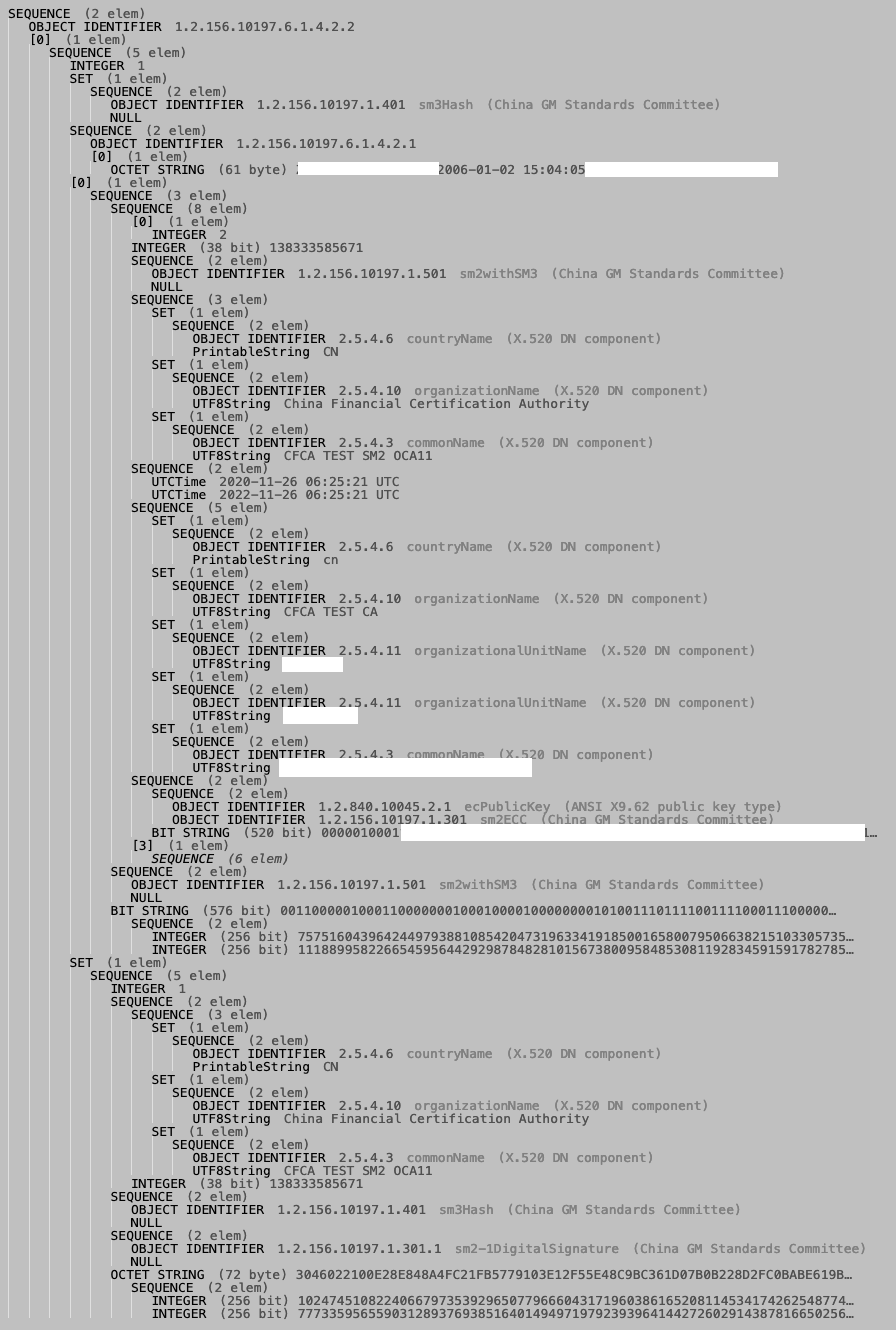 SEQUENCE (2 elem)
OBJECT IDENTIFIER 1.2.156.10197.6.1.4.2.2
[0] (1 elem)
SEQUENCE (5 elem)
INTEGER 1
SET (1 elem)
SEQUENCE (2 elem)
OBJECT IDENTIFIER 1.2.156.10197.1.401 sm3Hash (China GM Standards Committee)
NULL
SEQUENCE (2 elem)
OBJECT IDENTIFIER 1.2.156.10197.6.1.4.2.1
[0] (1 elem)
OCTET STRING (61 byte) 2006-01-02 15:04:05
[0] (1 elem)
SEQUENCE (3 elem)
SEQUENCE (8 elem)
[0] (1 elem)
INTEGER 2
INTEGER (38 bit) 138333585671
SEQUENCE (2 elem)
OBJECT IDENTIFIER 1.2.156.10197.1.501 sm2withSM3 (China GM Standards Committee)
NULL
SEQUENCE (3 elem)
SET (1 elem)
SEQUENCE (2 elem)
OBJECT IDENTIFIER 2.5.4.6 countryName (X.520 DN component)
PrintableString CN
SET (1 elem)
SEQUENCE (2 elem)
OBJECT IDENTIFIER 2.5.4.10 organizationName (X.520 DN component)
UTF8String China Financial Certification Authority
SET (1 elem)
SEQUENCE (2 elem)
OBJECT IDENTIFIER 2.5.4.3 commonName (X.520 DN component)
UTF8String CFCA TEST SM2 OCA11
SEQUENCE (2 elem)
UTCTime 2020-11-26 06:25:21 UTC
UTCTime 2022-11-26 06:25:21 UTC
SEQUENCE (5 elem)
SET (1 elem)
SEQUENCE (2 elem)
OBJECT IDENTIFIER 2.5.4.6 countryName (X.520 DN component)
PrintableString cn
SET (1 elem)
SEQUENCE (2 elem)
OBJECT IDENTIFIER 2.5.4.10 organizationName (X.520 DN component)
UTF8String CFCA TEST CA
SET (1 elem)
SEQUENCE (2 elem)
OBJECT IDENTIFIER 2.5.4.11 organizationalUnitName (X.520 DN component)
UTF8String
SET (1 elem)
SEQUENCE (2 elem)
OBJECT IDENTIFIER 2.5.4.11 organizationalUnitName (X.520 DN component)
UTF8String
SET (1 elem)
SEQUENCE (2 elem)
OBJECT IDENTIFIER 2.5.4.3 commonName (X.520 DN component)
UTF8String
SEQUENCE (2 elem)
SEQUENCE (2 elem)
OBJECT IDENTIFIER 1.2.840.10045.2.1 ecPublicKey (ANSI X9.62 public key type)
OBJECT IDENTIFIER 1.2.156.10197.1.301 sm2ECC (China GM Standards Committee)
BIT STRING (520 bit) 0000010001 1…
[3] (1 elem)
SEQUENCE (6 elem)
SEQUENCE (2 elem)
OBJECT IDENTIFIER 1.2.156.10197.1.501 sm2withSM3 (China GM Standards Committee)
NULL
BIT STRING (576 bit) 001100000100011000000010001000010000000010100111011110011110001110000…
SEQUENCE (2 elem)
INTEGER (256 bit) 757516043964244979388108542047319633419185001658007950663821510330​5735…
INTEGER (256 bit) 111889958226654595644292987848281015673800958485308119283459159178​2785…
SET (1 elem)
SEQUENCE (5 elem)
INTEGER 1
SEQUENCE (2 elem)
SEQUENCE (3 elem)
SET (1 elem)
SEQUENCE (2 elem)
OBJECT IDENTIFIER 2.5.4.6 countryName (X.520 DN component)
PrintableString CN
SET (1 elem)
SEQUENCE (2 elem)
OBJECT IDENTIFIER 2.5.4.10 organizationName (X.520 DN component)
UTF8String China Financial Certification Authority
SET (1 elem)
SEQUENCE (2 elem)
OBJECT IDENTIFIER 2.5.4.3 commonName (X.520 DN component)
UTF8String CFCA TEST SM2 OCA11
INTEGER (38 bit) 138333585671
SEQUENCE (2 elem)
OBJECT IDENTIFIER 1.2.156.10197.1.401 sm3Hash (China GM Standards Committee)
NULL
SEQUENCE (2 elem)
OBJECT IDENTIFIER 1.2.156.10197.1.301.1 sm2-1DigitalSignature (China GM Standards Committee)
NULL
OCTET STRING (72 byte) 3046022100E28E848A4FC21FB5779103E12F55E48C9BC361D07B0B228D2FC0BABE619B…
SEQUENCE (2 elem)
INTEGER (256 bit) 102474510822406679735392965077966604317196038616520811453417426254​8774…
INTEGER (256 bit) 777335956559031289376938516401494971979239396414427260291438781665​0256…